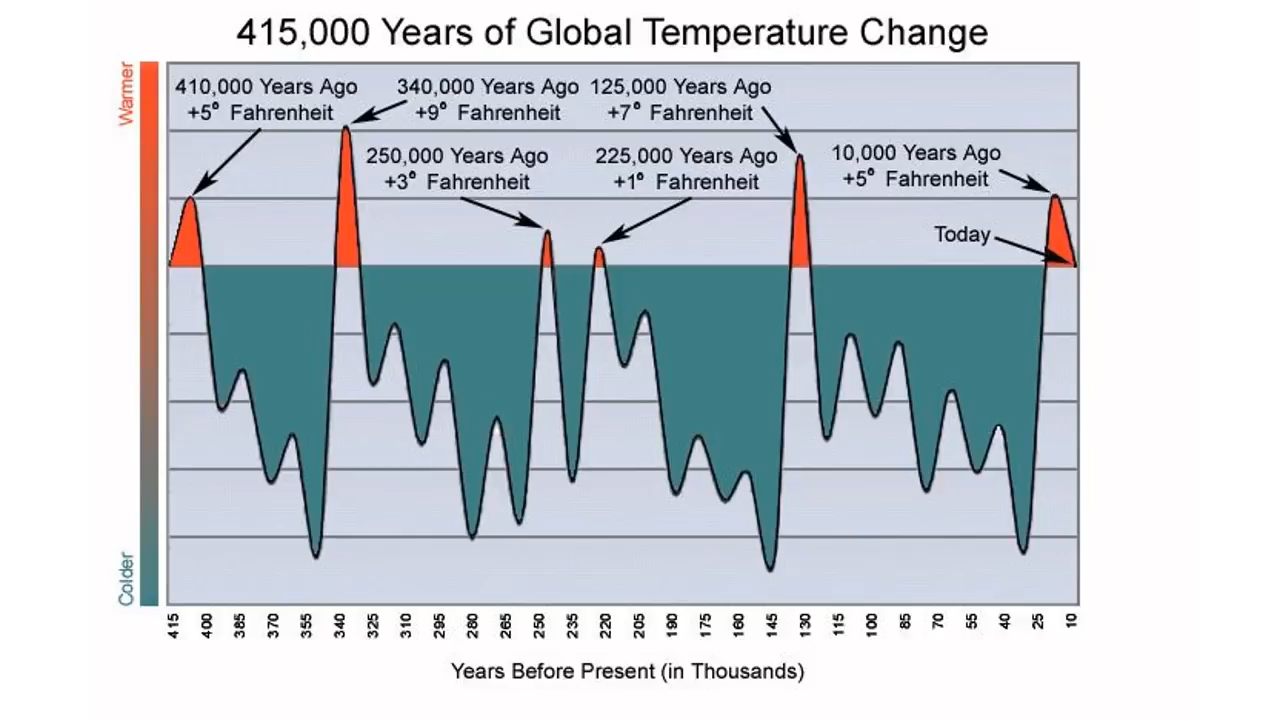 415,000 Years of Global Temperature Change
Warmer
410,000 Years Ago
+5° Fahrenheit
340,000 Years Ago
+9° Fahrenheit
125,000 Years Ago
+7° Fahrenheit
250,000 Years Ago
+3° Fahrenheit
225,000 Years Ago
+1° Fahrenheit
10,000 Years Ago
+5° Fahrenheit
Today
Colder
415 400 385 370 355 340 325 310 295 280 265 250 235 220 205 190 175 160 145 130 115 100 85 70 55 40 25 10
Years Before Present (in Thousands)